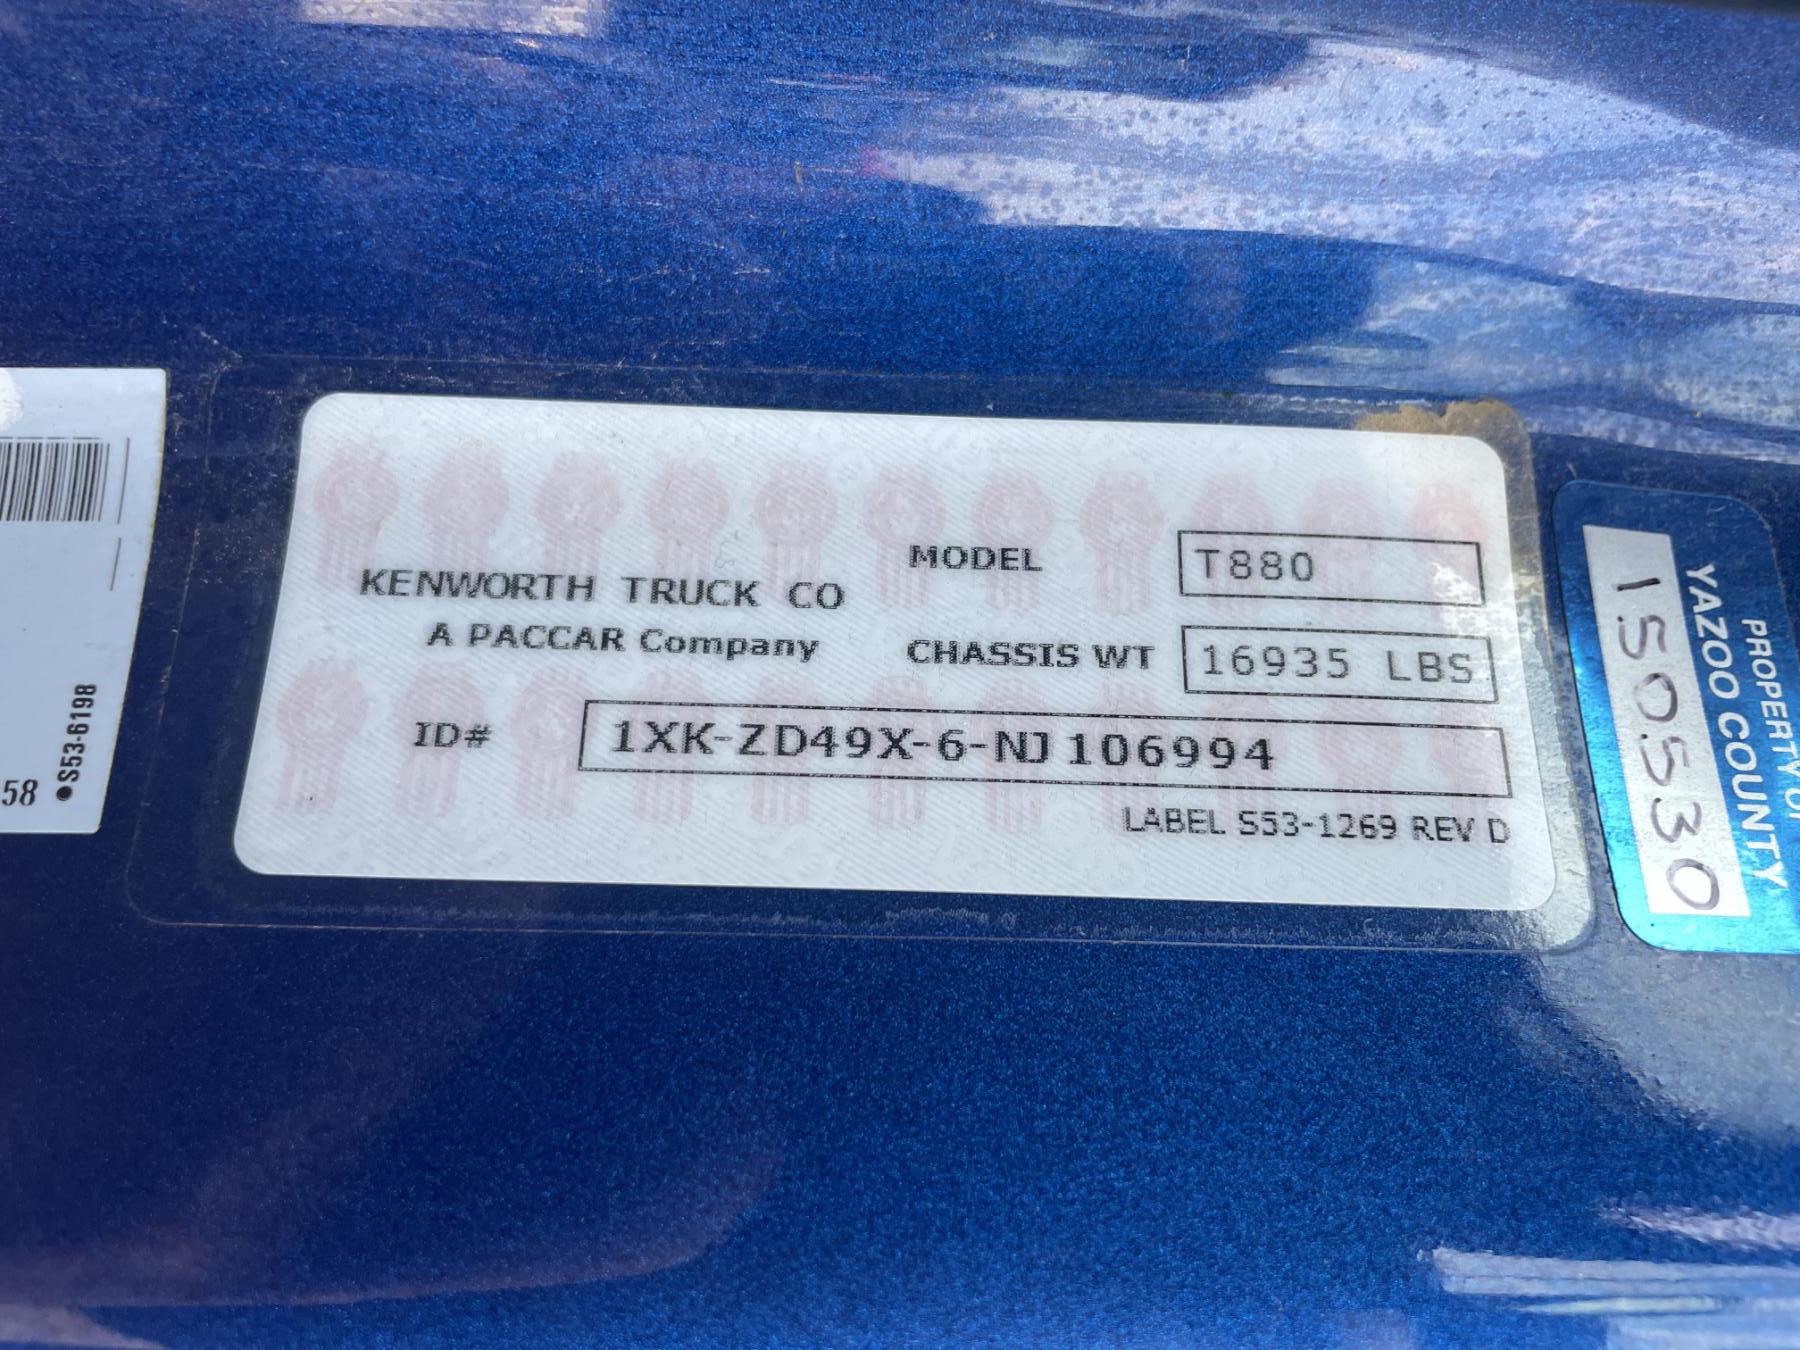 KENWORTH TRUCK CO
A PACCAR Company
MODEL T880
CHASSIS WT 16935 LBS
ID# 1XK-ZD49X-6-NJ106994
LABEL S53-1269 REV D
58 •S53-6198
PROPERTY OF
YAZOO COUNTY
150530